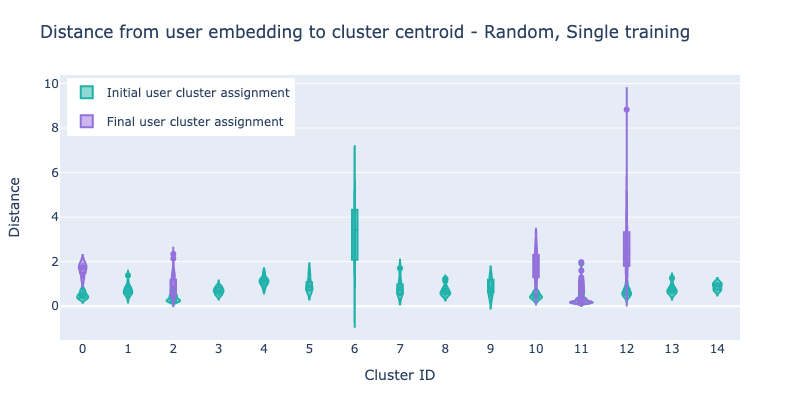 Distance from user embedding to cluster centroid - Random, Single training
Initial user cluster assignment
Final user cluster assignment
Distance
10
8
6
4
2
0
0 1 2 3 4 5 6 7 8 9 10 11 12 13 14
Cluster ID